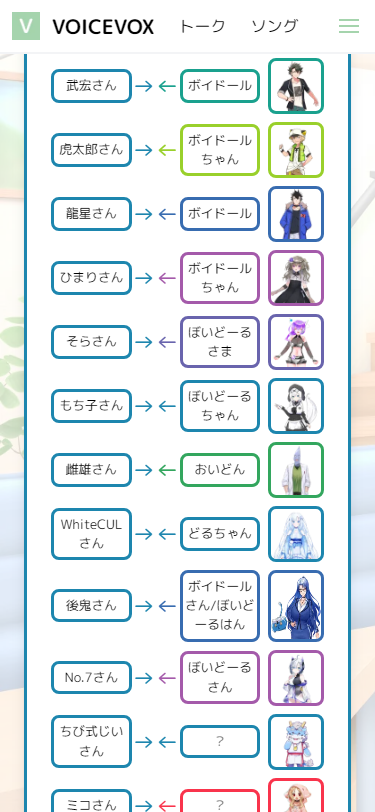 V VOICEVOX トーク ソング
武宏さん → ← ボイドール
虎太郎さん → ← ボイドール
ちゃん
龍星さん → ← ボイドール
ひまりさん → ← ボイドール
ちゃん
そらさん → ← ぼいどーる
さま
もち子さん → ← ぼいどーる
ちゃん
雌雄さん → ← おいどん
WhiteCUL
さん → ← どるちゃん
後鬼さん → ← ボイドール
さん/ぼいど
ーるはん
No.7さん → ← ぼいどーる
さん
ちび式じい
さん → ← ?
ミコさん → ← ?